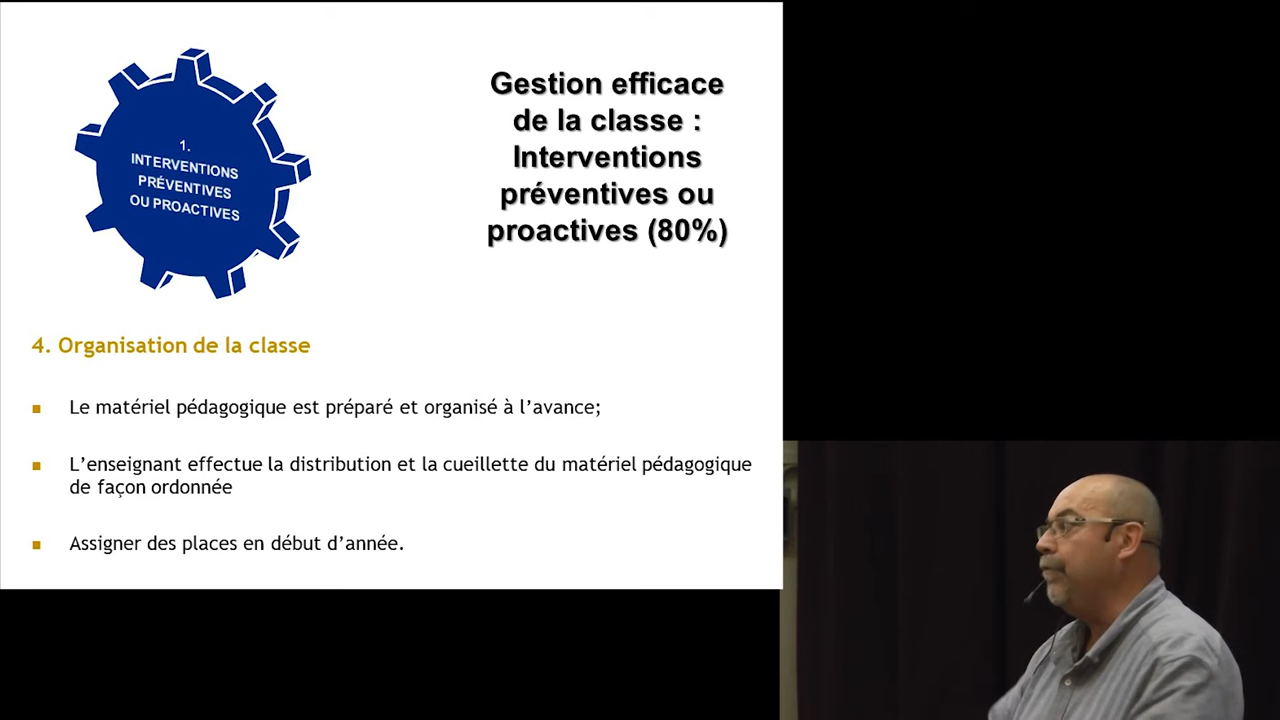 1.
INTERVENTIONS
PRÉVENTIVES
OU PROACTIVES
Gestion efficace
de la classe :
Interventions
préventives ou
proactives (80%)
4. Organisation de la classe
▪ Le matériel pédagogique est préparé et organisé à l’avance;
▪ L’enseignant effectue la distribution et la cueillette du matériel pédagogique
de façon ordonnée
▪ Assigner des places en début d’année.